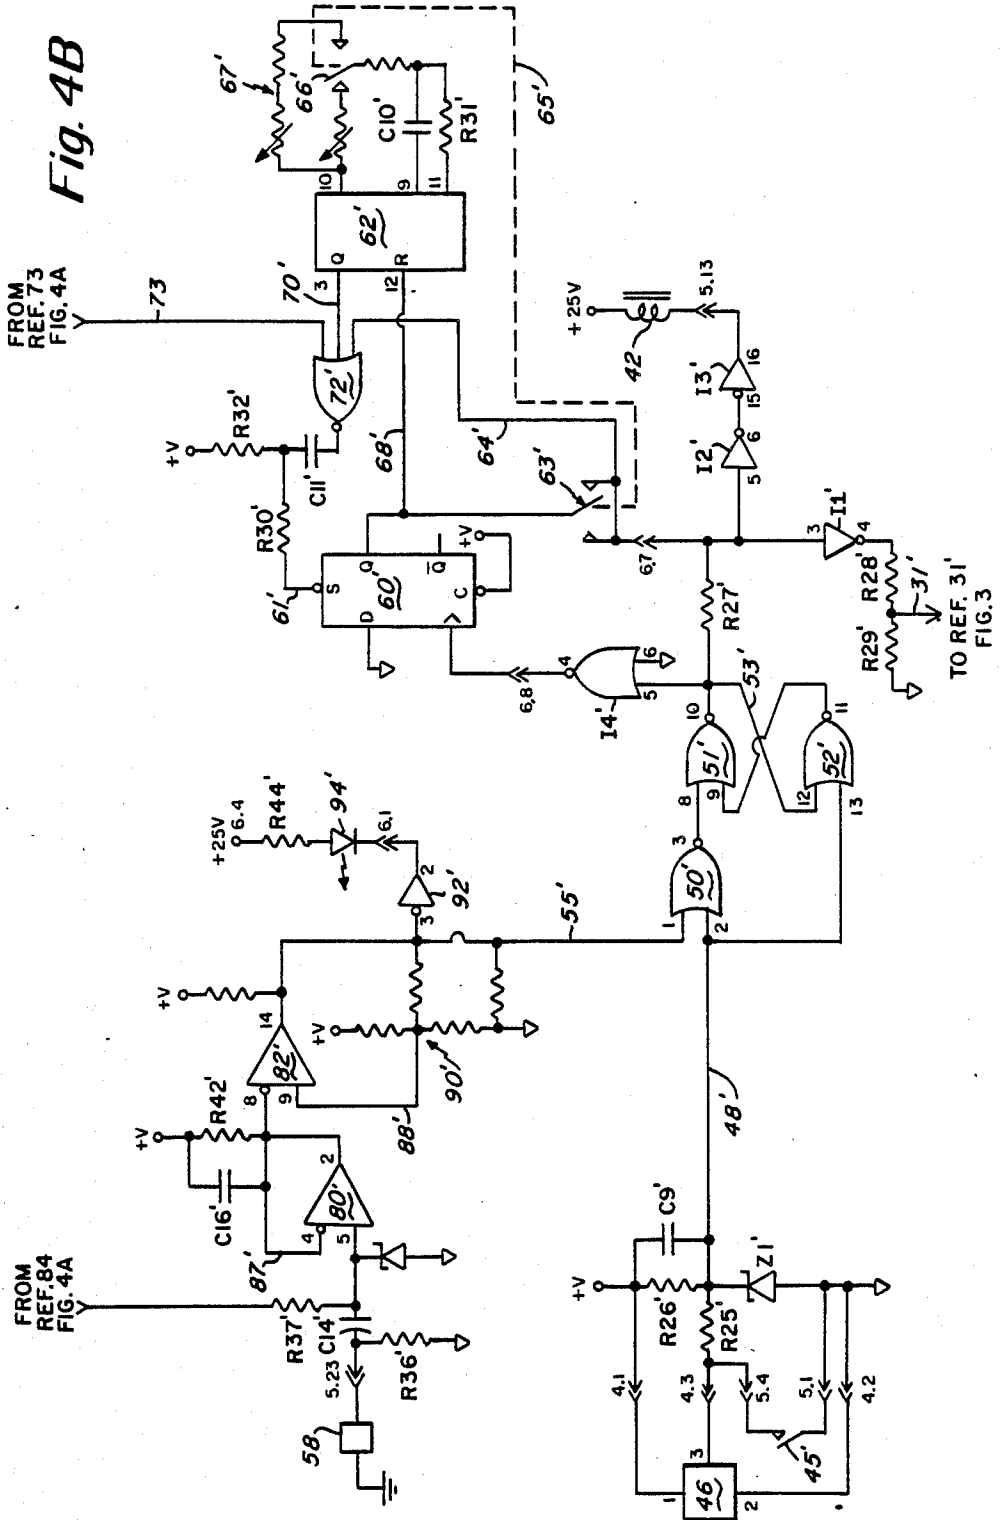 Fig. 4B
FROM
REF. 73
FIG. 4A
73
67'
66'
10
9
11
C10'
R31'
65'
62'
Q
R
3
12
70'
72'
68'
64'
+V
R32'
C11'
R30'
61'
S
D
Q
60'
Q
C
+V
63'
6,7
6,8
4
6
5
I4'
R27'
+25V
42
5.13
I3'
16
15
6
I2'
5
3
I1'
4
R28'
R29'
31'
TO REF. 31'
FIG. 3
53'
10
51'
8
9
11
52'
12
13
3
50'
1
2
55'
+25V
6.4
R44'
94'
6.1
2
92'
3
+V
14
82'
8
9
+V
90'
88'
+V
R42'
C16'
2
80'
4
5
87'
FROM
REF. 84
FIG. 4A
R37'
C14'
5.23
R36'
58
48'
C9'
+V
R26'
R25'
Z1'
4.1
4.3
5.4
5.1
4.2
45'
1
3
46
2